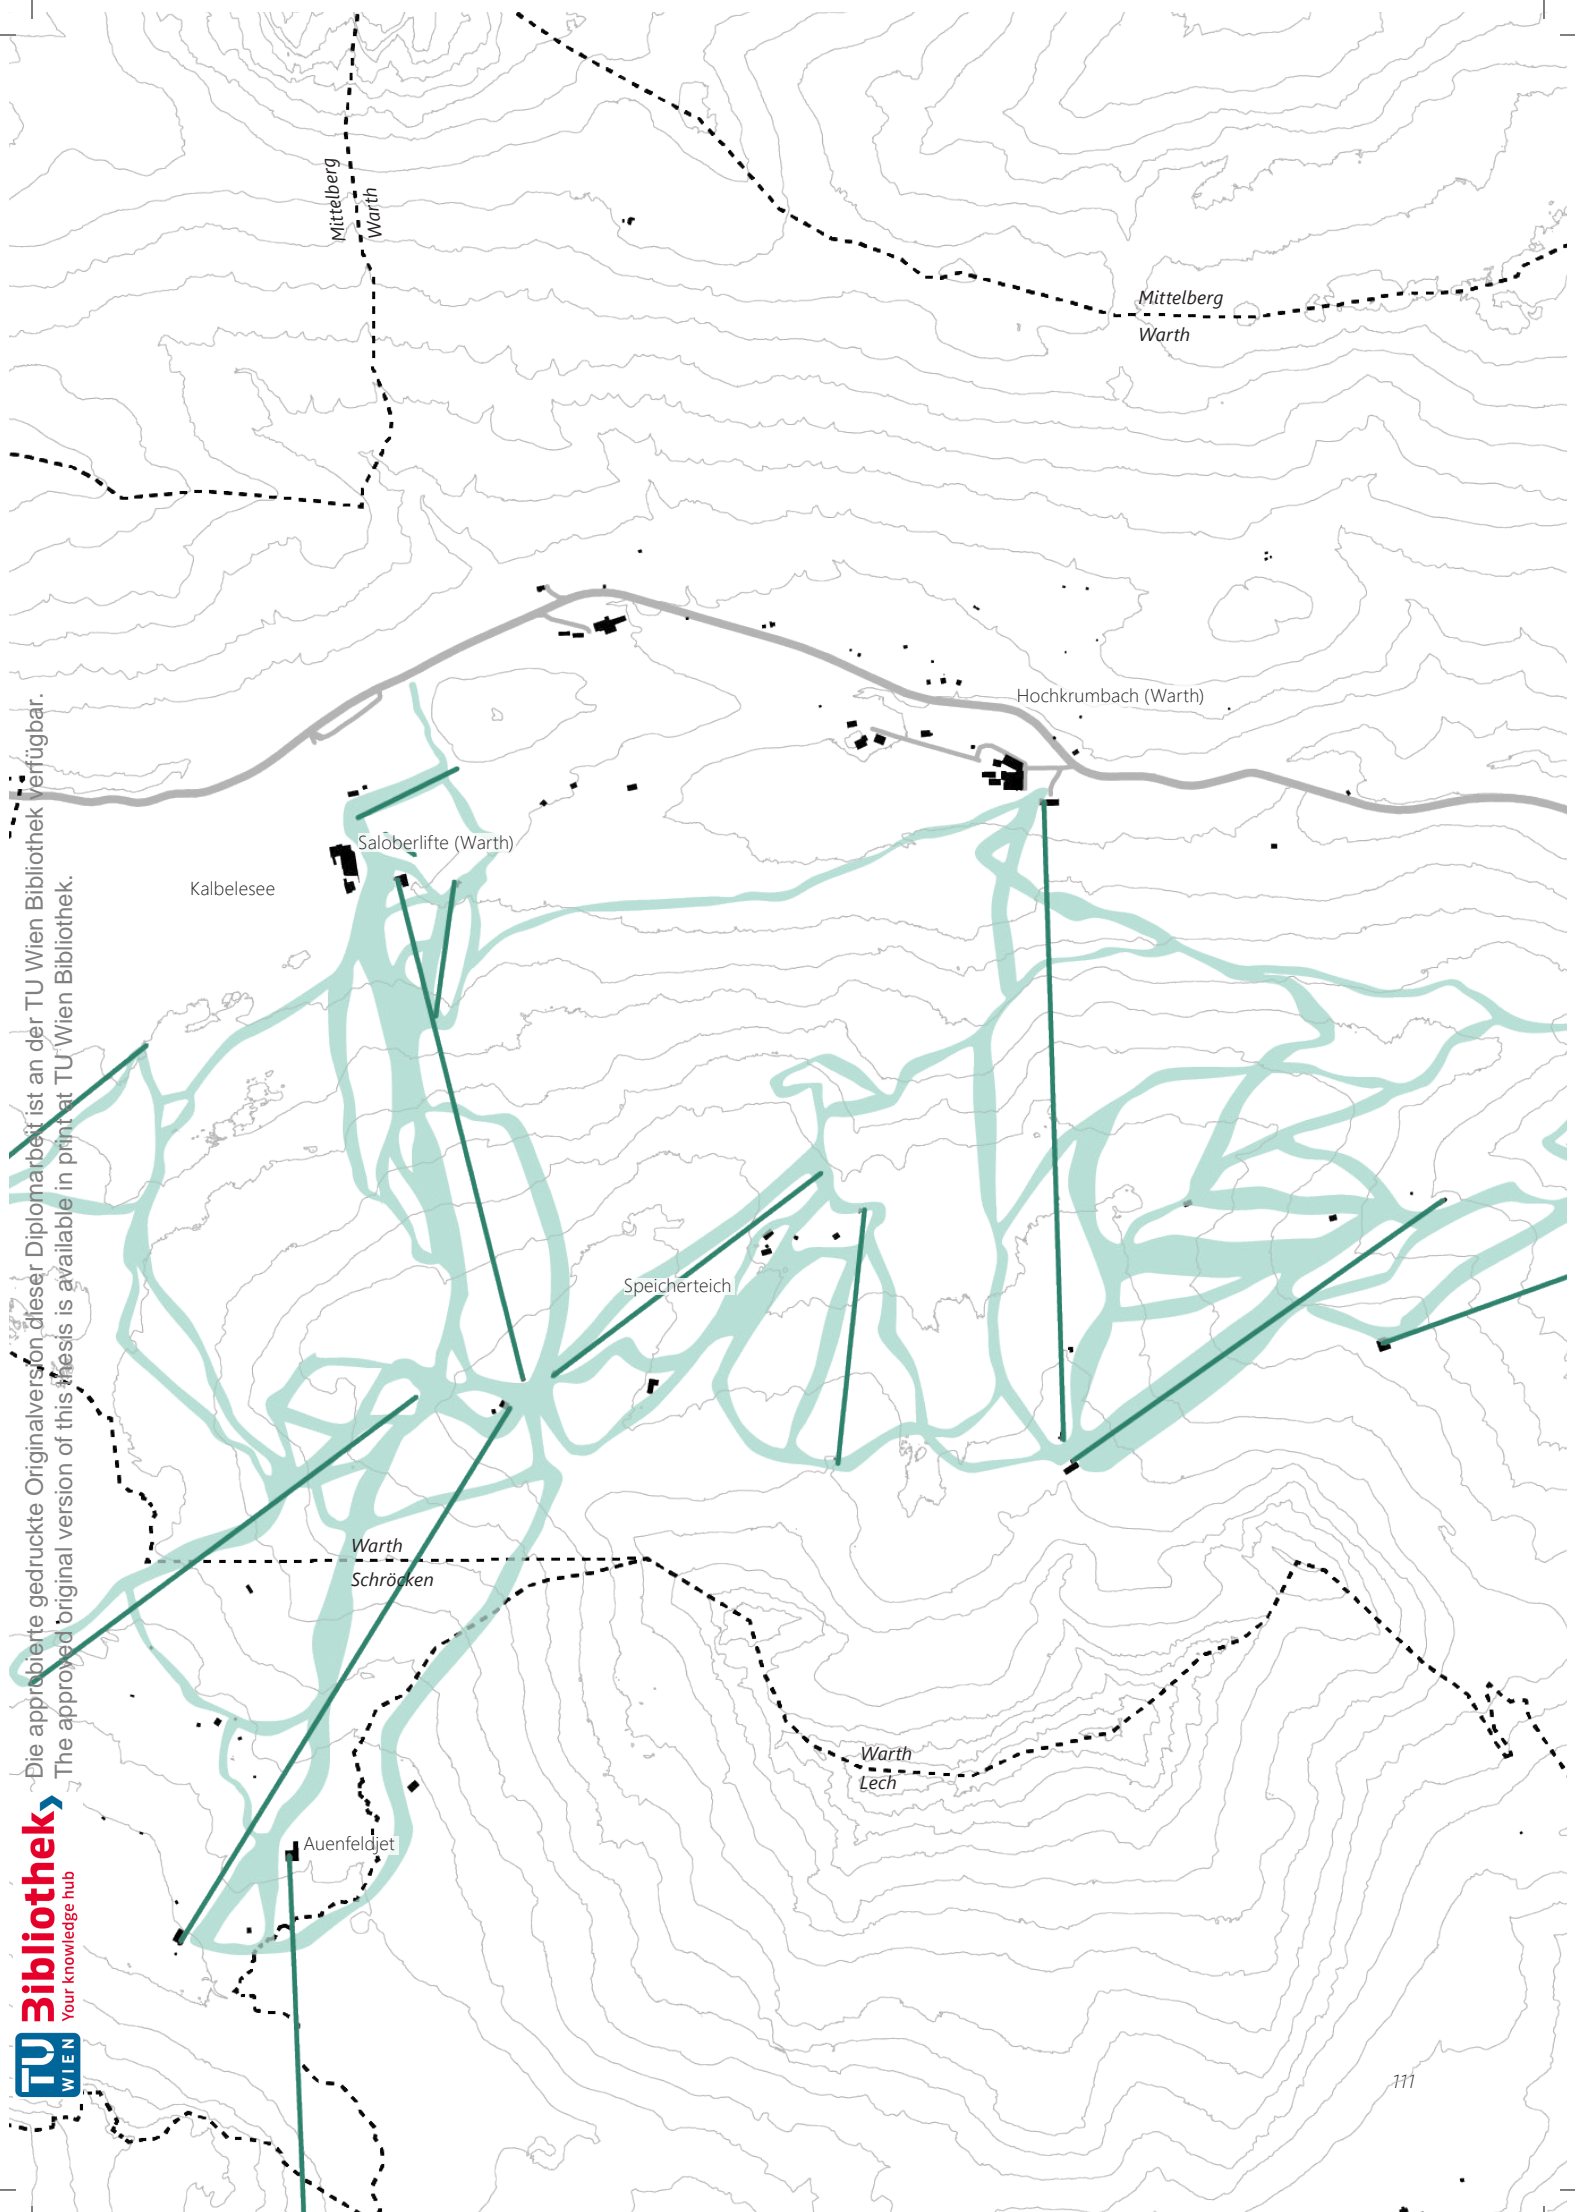 Mittelberg
Warth
Mittelberg
Warth
Hochkrumbach (Warth)
Saloberlifte (Warth)
Kalbelesee
Speicherteich
Warth
Schröcken
Warth
Lech
Auenfeldjet
111
Die approbierte gedruckte Originalversion dieser Diplomarbeit ist an der TU Wien Bibliothek verfügbar.
The approved original version of this thesis is available in print at TU Wien Bibliothek.
TU
WIEN
Bibliothek
Your knowledge hub